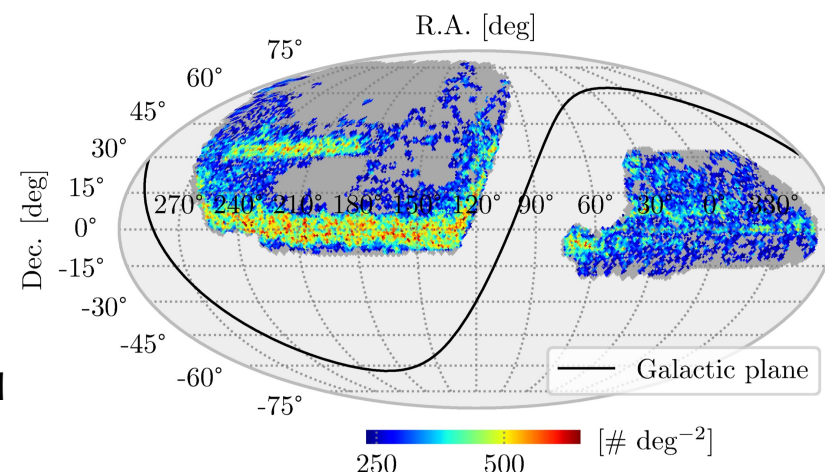 R.A. [deg]
75°
60°
45°
30°
15°
270° 240° 210° 180° 150° 120° 90° 60° 30° 0° 330°
0°
-15°
-30°
-45°
-60°
-75°
Dec. [deg]
Galactic plane
[# deg⁻²]
250 500